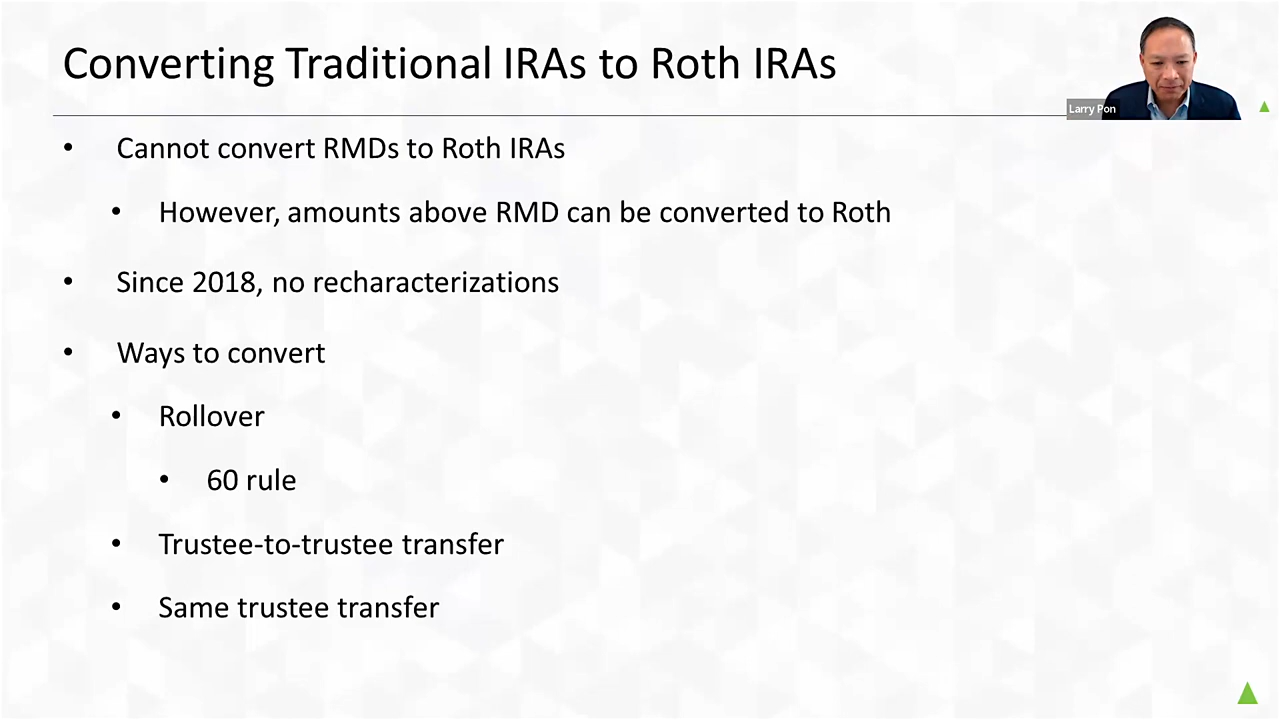 Converting Traditional IRAs to Roth IRAs
Larry Pon
• Cannot convert RMDs to Roth IRAs
• However, amounts above RMD can be converted to Roth
• Since 2018, no recharacterizations
• Ways to convert
• Rollover
• 60 rule
• Trustee-to-trustee transfer
• Same trustee transfer